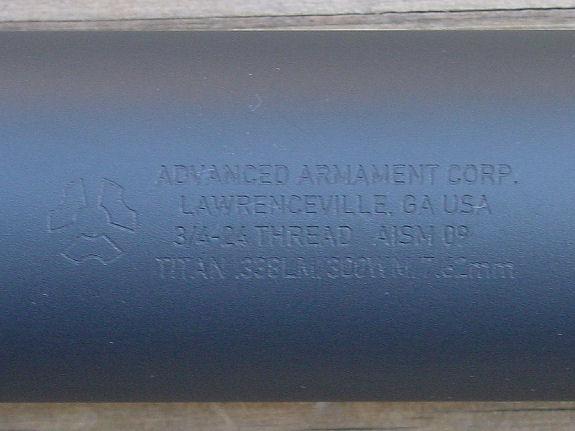 ADVANCED ARMAMENT CORP.
LAWRENCEVILLE, GA USA
3/4-24 THREAD AISM 09
TITAN .338LM/.300WM/7.62mm